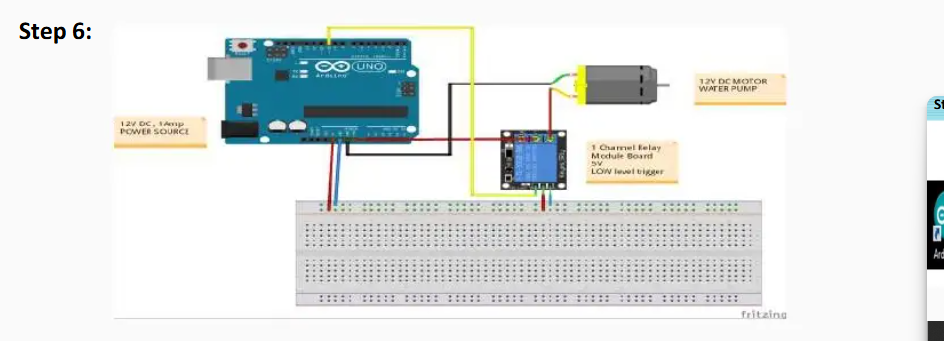 Step 6:
UNO
Arduino
12V DC, 1Amp
POWER SOURCE
12V DC MOTOR
WATER PUMP
1 Channel Relay
Module Board
5V
LOW level trigger
fritzing